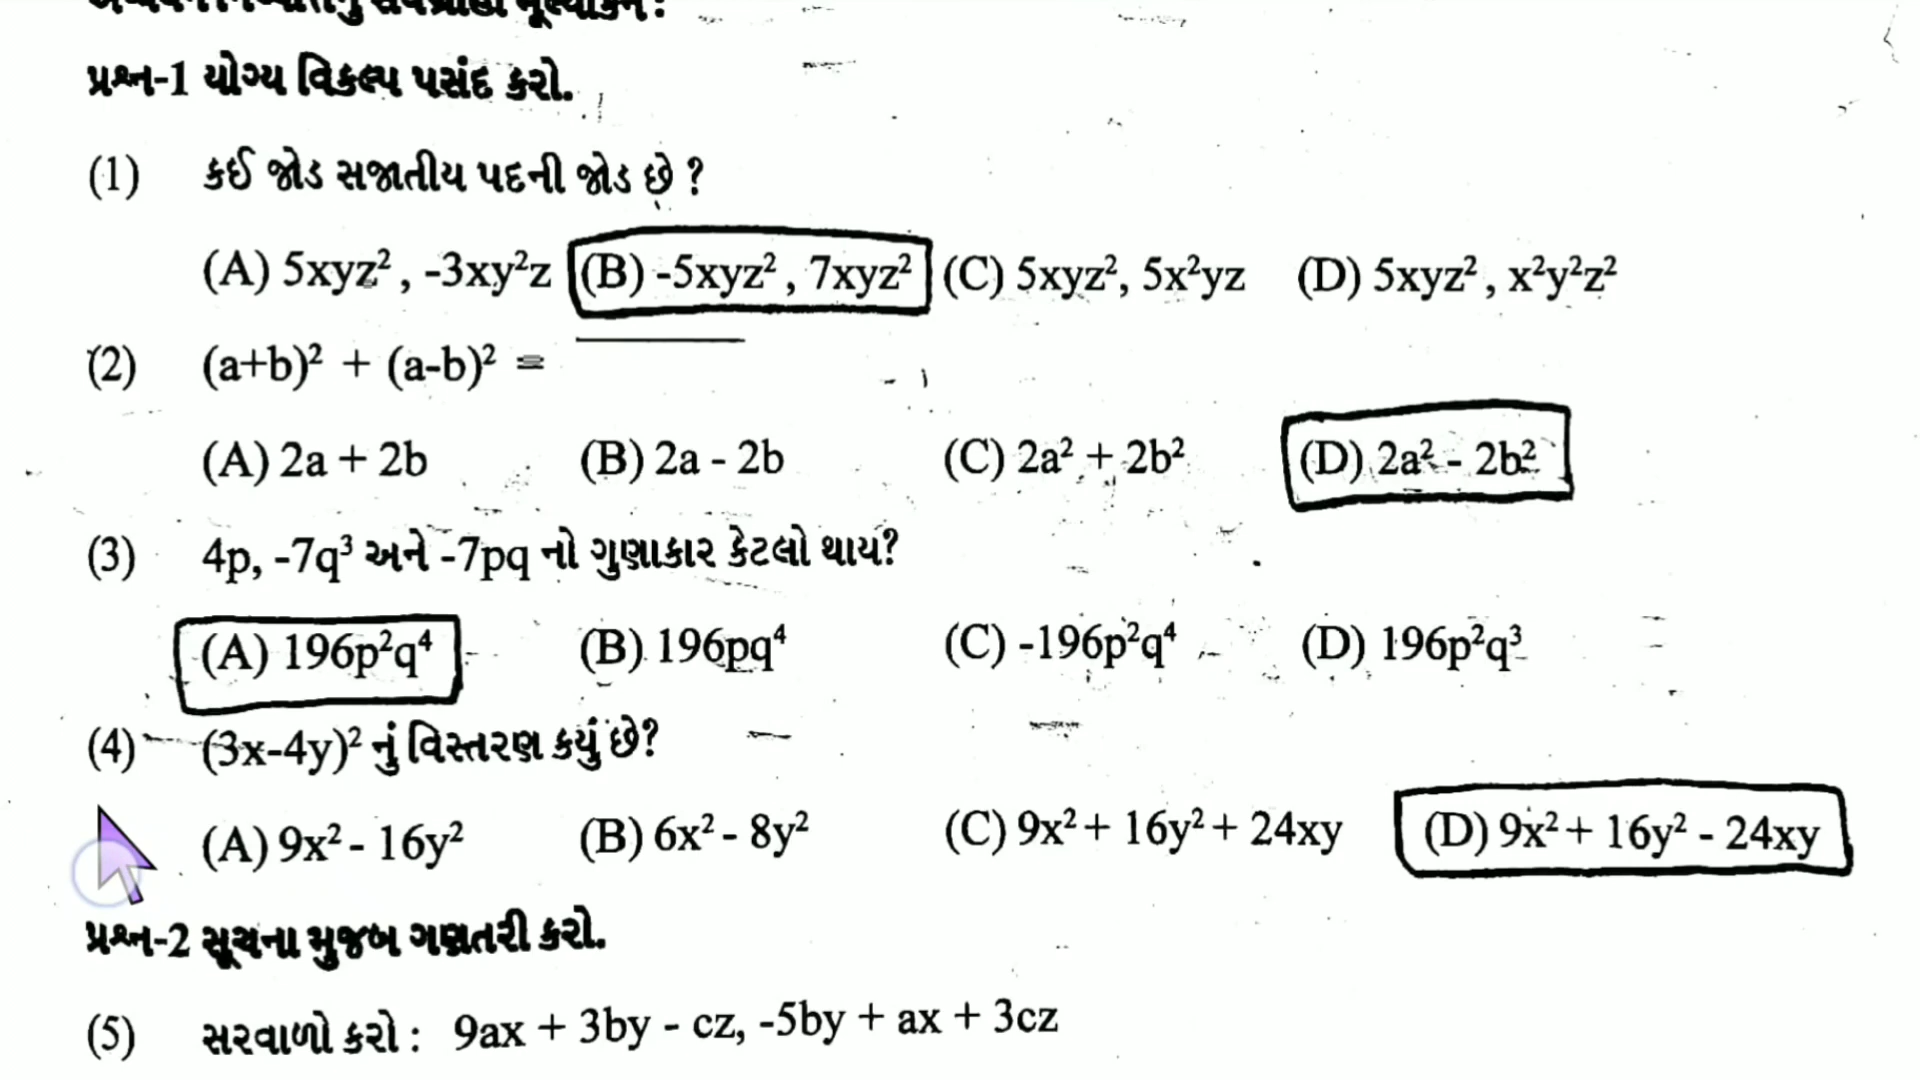 પ્રશ્ન-1 યોગ્ય વિકલ્પ પસંદ કરો.
(1) કઈ જોડ સજાતીય પદની જોડ છે ?
(A) 5xyz² , -3xy²z (B) -5xyz² , 7xyz² (C) 5xyz², 5x²yz (D) 5xyz² , x²y²z²
(2) (a+b)² + (a-b)² =
(A) 2a + 2b (B) 2a - 2b (C) 2a² + 2b² (D) 2a² - 2b²
(3) 4p, -7q³ અને -7pq નો ગુણાકાર કેટલો થાય?
(A) 196p²q⁴ (B) 196pq⁴ (C) -196p²q⁴ (D) 196p²q³
(4) (3x-4y)² નું વિસ્તરણ કયું છે?
(A) 9x² - 16y² (B) 6x² - 8y² (C) 9x² + 16y² + 24xy (D) 9x² + 16y² - 24xy
પ્રશ્ન-2 સૂચના મુજબ ગણતરી કરો.
(5) સરવાળો કરો : 9ax + 3by - cz, -5by + ax + 3cz